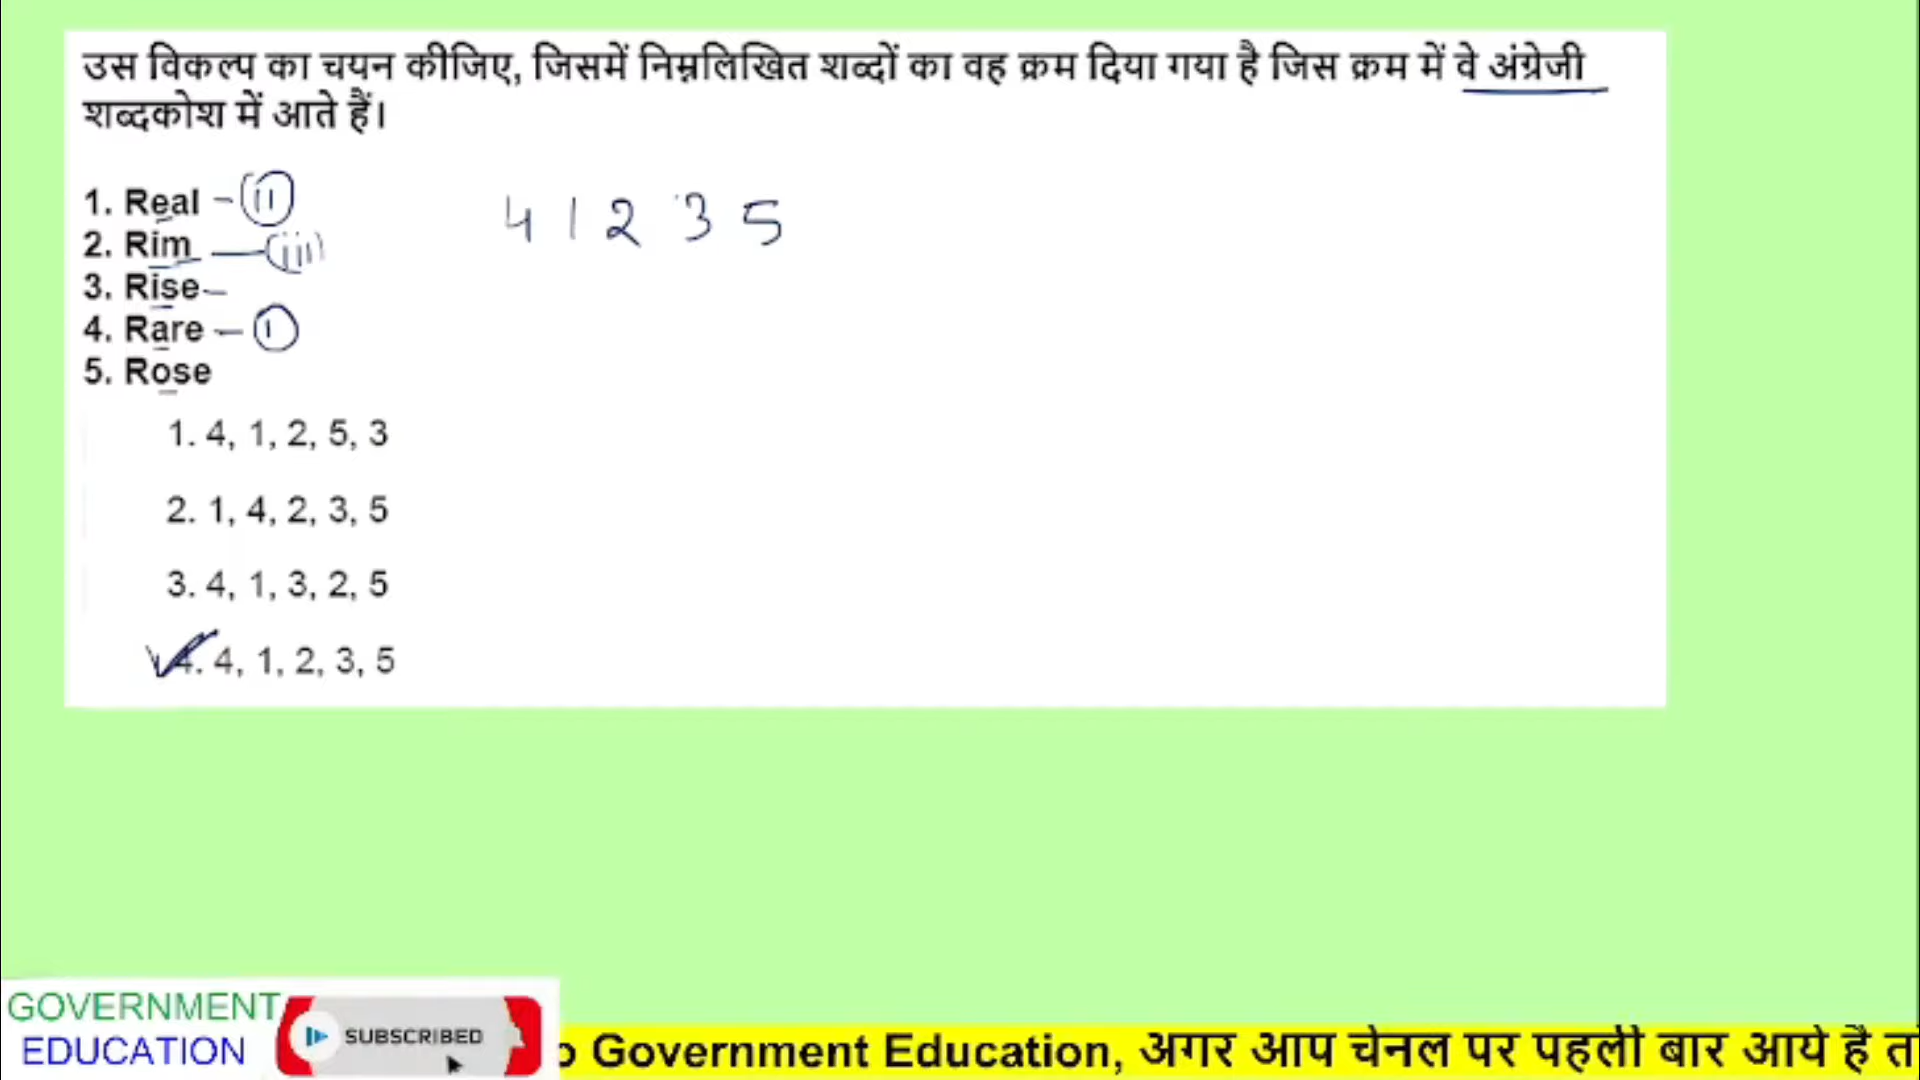 उस विकल्प का चयन कीजिए, जिसमें निम्नलिखित शब्दों का वह क्रम दिया गया है जिस क्रम में वे अंग्रेजी
शब्दकोश में आते हैं।
1. Real – (ii)
2. Rim — (iii)
3. Rise –
4. Rare – (i)
5. Rose
4 1 2 3 5
1. 4, 1, 2, 5, 3
2. 1, 4, 2, 3, 5
3. 4, 1, 3, 2, 5
4. 4, 1, 2, 3, 5
GOVERNMENT
EDUCATION
SUBSCRIBED
o Government Education, अगर आप चेनल पर पहली बार आये है त